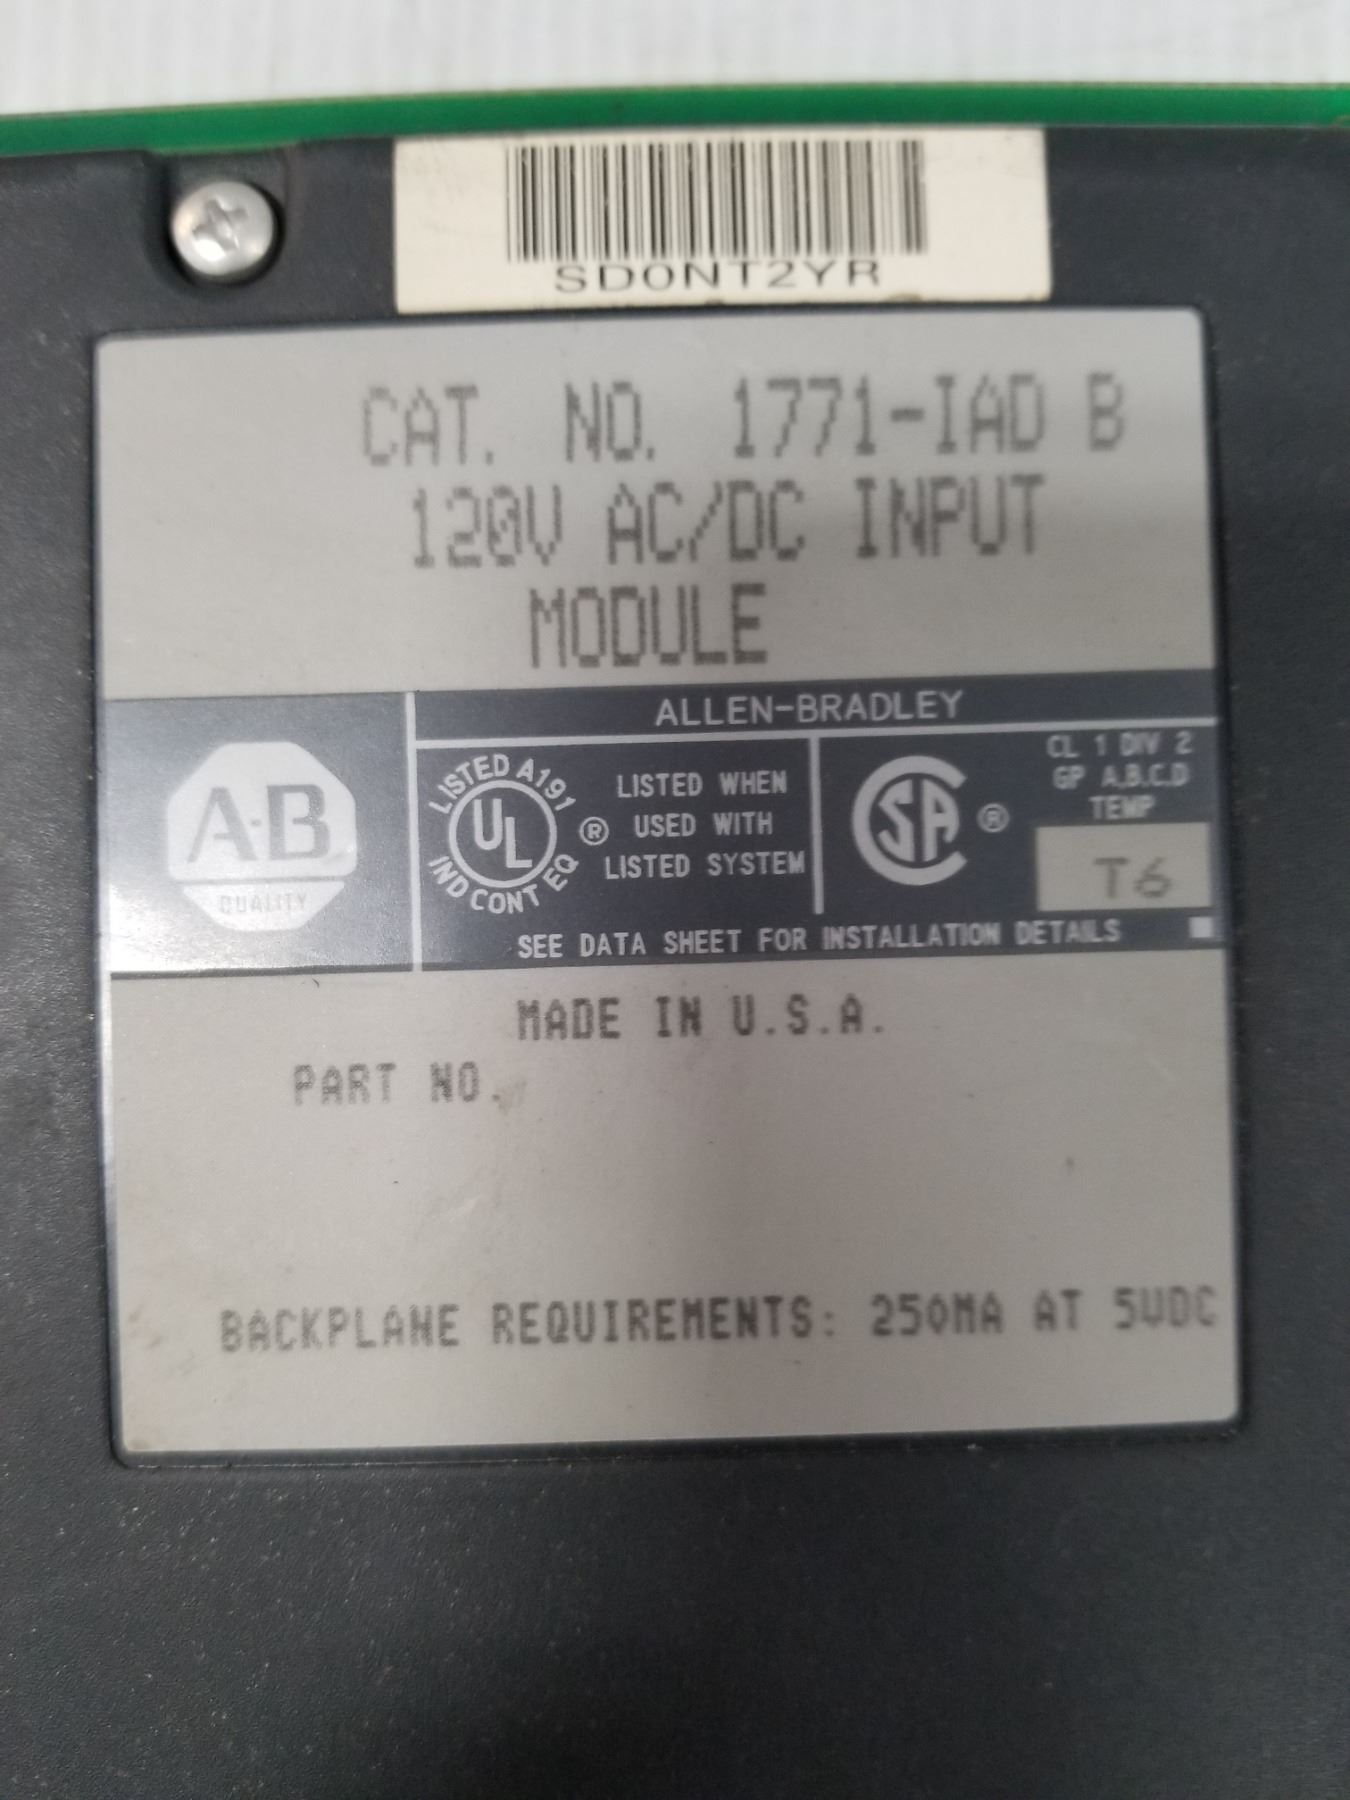 SD0NT2YR
CAT. NO. 1771-IAD B
120V AC/DC INPUT
MODULE
ALLEN-BRADLEY
A·B
QUALITY
LISTED A191
UL
IND CONT EQ
®
LISTED WHEN
USED WITH
LISTED SYSTEM
CSA
®
CL 1 DIV 2
GP A,B,C,D
TEMP
T6
SEE DATA SHEET FOR INSTALLATION DETAILS
MADE IN U.S.A.
PART NO.
BACKPLANE REQUIREMENTS: 250MA AT 5VDC